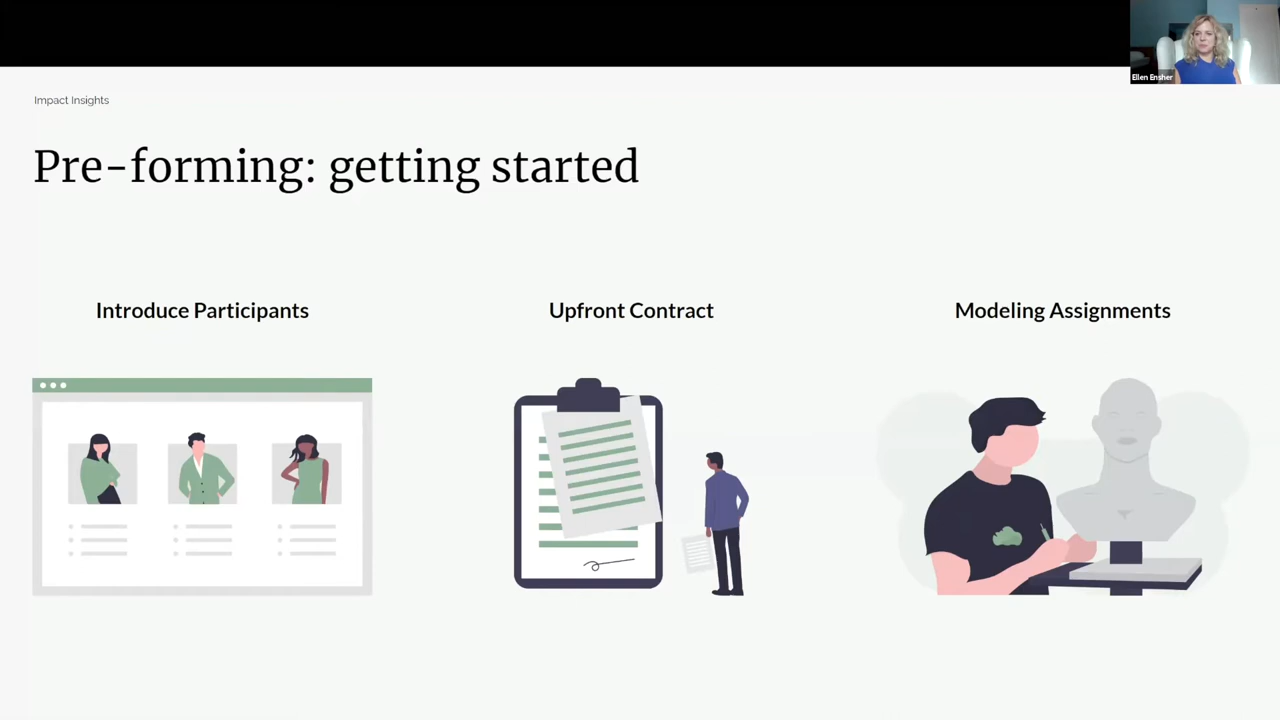 Ellen Ensher
Impact Insights
Pre-forming: getting started
Introduce Participants
Upfront Contract
Modeling Assignments